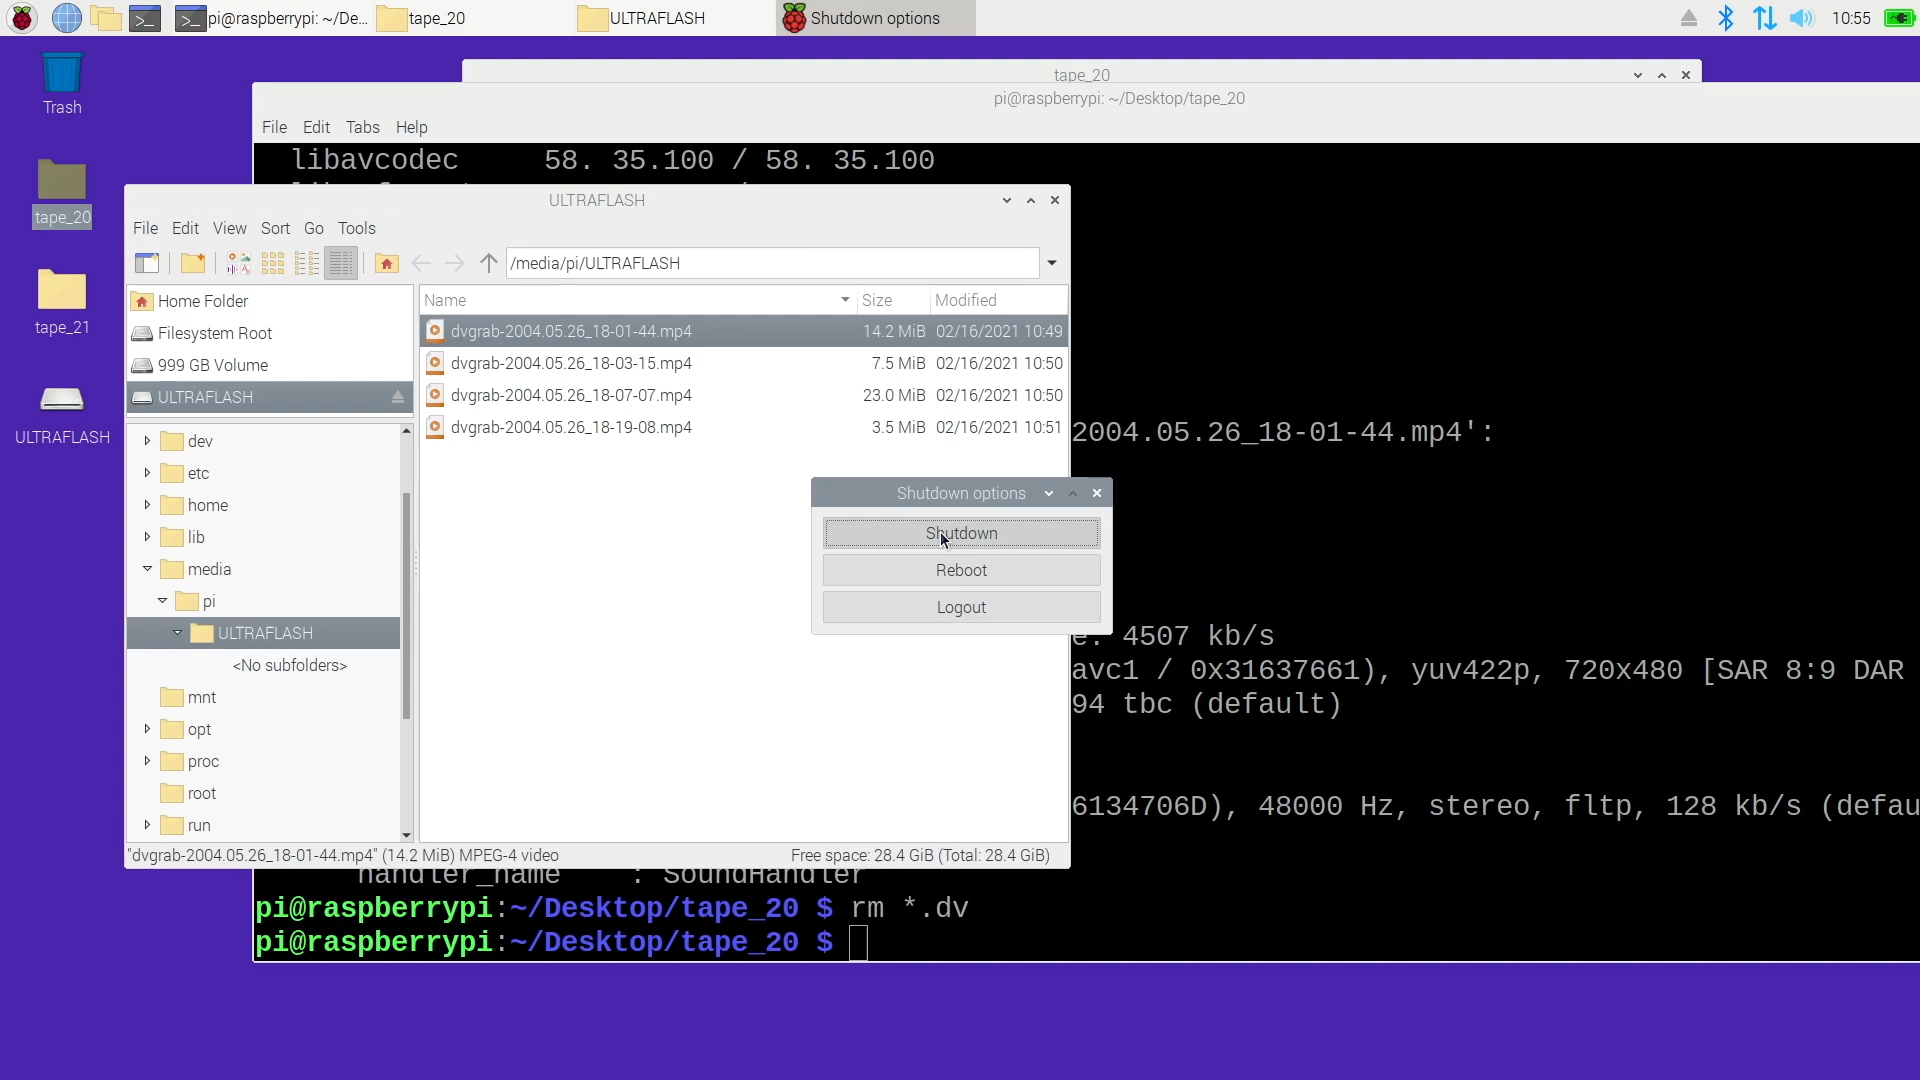 pi@raspberrypi: ~/De...
tape_20
ULTRAFLASH
Shutdown options
10:55
Trash
tape_20
tape_21
ULTRAFLASH
tape_20
pi@raspberrypi: ~/Desktop/tape_20
File Edit Tabs Help
libavcodec 58. 35.100 / 58. 35.100
ULTRAFLASH
File Edit View Sort Go Tools
/media/pi/ULTRAFLASH
Home Folder
Filesystem Root
999 GB Volume
ULTRAFLASH
dev
etc
home
lib
media
pi
ULTRAFLASH
<No subfolders>
mnt
opt
proc
root
run
Name Size Modified
dvgrab-2004.05.26_18-01-44.mp4 14.2 MiB 02/16/2021 10:49
dvgrab-2004.05.26_18-03-15.mp4 7.5 MiB 02/16/2021 10:50
dvgrab-2004.05.26_18-07-07.mp4 23.0 MiB 02/16/2021 10:50
dvgrab-2004.05.26_18-19-08.mp4 3.5 MiB 02/16/2021 10:51
"dvgrab-2004.05.26_18-01-44.mp4" (14.2 MiB) MPEG-4 video
Free space: 28.4 GiB (Total: 28.4 GiB)
Shutdown options
Shutdown
Reboot
Logout
2004.05.26_18-01-44.mp4':
e: 4507 kb/s
avc1 / 0x31637661), yuv422p, 720x480 [SAR 8:9 DAR
94 tbc (default)
6134706D), 48000 Hz, stereo, fltp, 128 kb/s (defau
handler_name : SoundHandler
pi@raspberrypi:~/Desktop/tape_20 $ rm *.dv
pi@raspberrypi:~/Desktop/tape_20 $